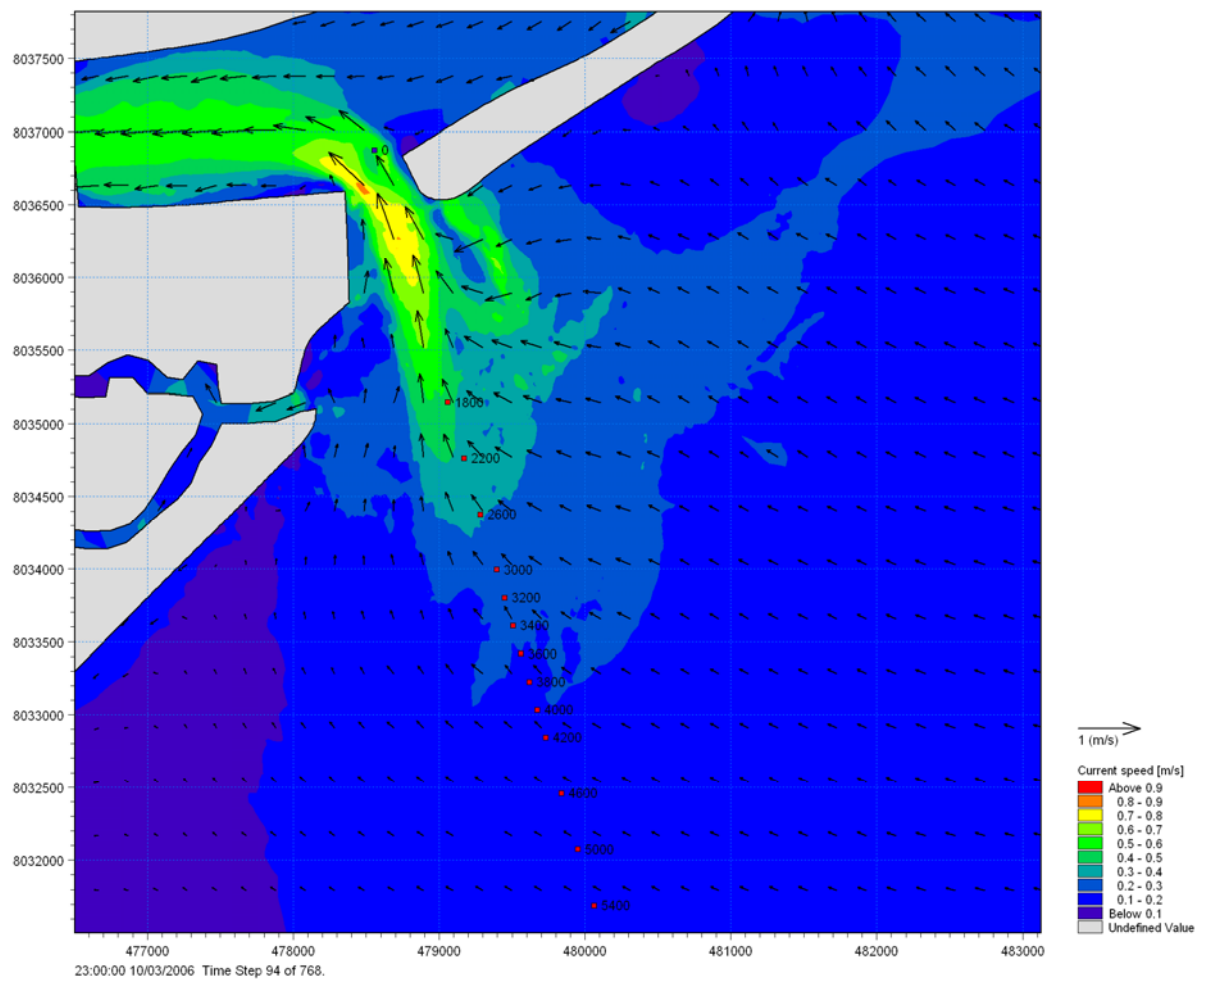 8037500
8037000
8036500
8036000
8035500
8035000
8034500
8034000
8033500
8033000
8032500
8032000
0
1800
2200
2600
3000
3200
3400
3600
3800
4000
4200
4600
5000
5400
477000 478000 479000 480000 481000 482000 483000
23:00:00 10/03/2006 Time Step 94 of 768.
1 (m/s)
Current speed [m/s]
Above 0.9
0.8 - 0.9
0.7 - 0.8
0.6 - 0.7
0.5 - 0.6
0.4 - 0.5
0.3 - 0.4
0.2 - 0.3
0.1 - 0.2
Below 0.1
Undefined Value